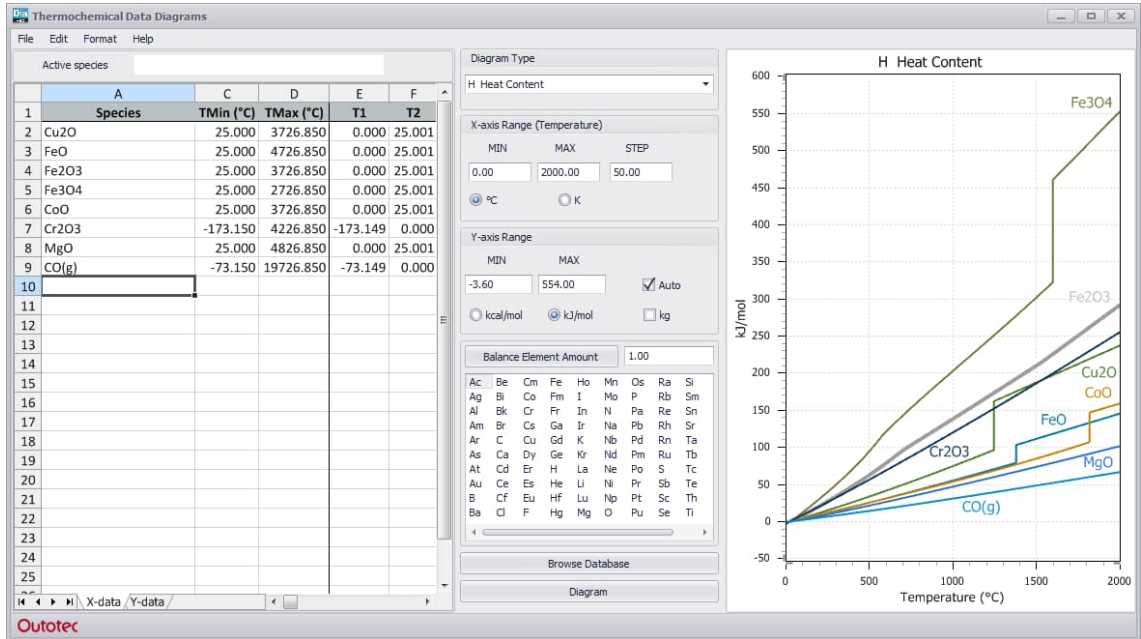 Thermochemical Data Diagrams
File Edit Format Help
Active species
A C D E F
1 Species TMin (°C) TMax (°C) T1 T2
2 Cu2O 25.000 3726.850 0.000 25.001
3 FeO 25.000 4726.850 0.000 25.001
4 Fe2O3 25.000 3726.850 0.000 25.001
5 Fe3O4 25.000 2726.850 0.000 25.001
6 CoO 25.000 3726.850 0.000 25.001
7 Cr2O3 -173.150 4226.850 -173.149 0.000
8 MgO 25.000 4826.850 0.000 25.001
9 CO(g) -73.150 19726.850 -73.149 0.000
10
11
12
13
14
15
16
17
18
19
20
21
22
23
24
25
X-data Y-data
Outotec
Diagram Type
H Heat Content
X-axis Range (Temperature)
MIN MAX STEP
0.00 2000.00 50.00
°C K
Y-axis Range
MIN MAX
-3.60 554.00 Auto
kcal/mol kJ/mol kg
Balance Element Amount 1.00
Ac Be Cm Fe Ho Mn Os Ra Si
Ag Bi Co Fm I Mo P Rb Sm
Al Bk Cr Fr In N Pa Re Sn
Am Br Cs Ga Ir Na Pb Rh Sr
Ar C Cu Gd K Nb Pd Rn Ta
As Ca Dy Ge Kr Nd Pm Ru Tb
At Cd Er H La Ne Po S Tc
Au Ce Es He Li Ni Pr Sb Te
B Cf Eu Hf Lu Np Pt Sc Th
Ba Cl F Hg Mg O Pu Se Ti
Browse Database
Diagram
H Heat Content
kJ/mol
600
550
500
450
400
350
300
250
200
150
100
50
0
-50
Fe3O4
Fe2O3
Cu2O
CoO
FeO
Cr2O3
MgO
CO(g)
0 500 1000 1500 2000
Temperature (°C)